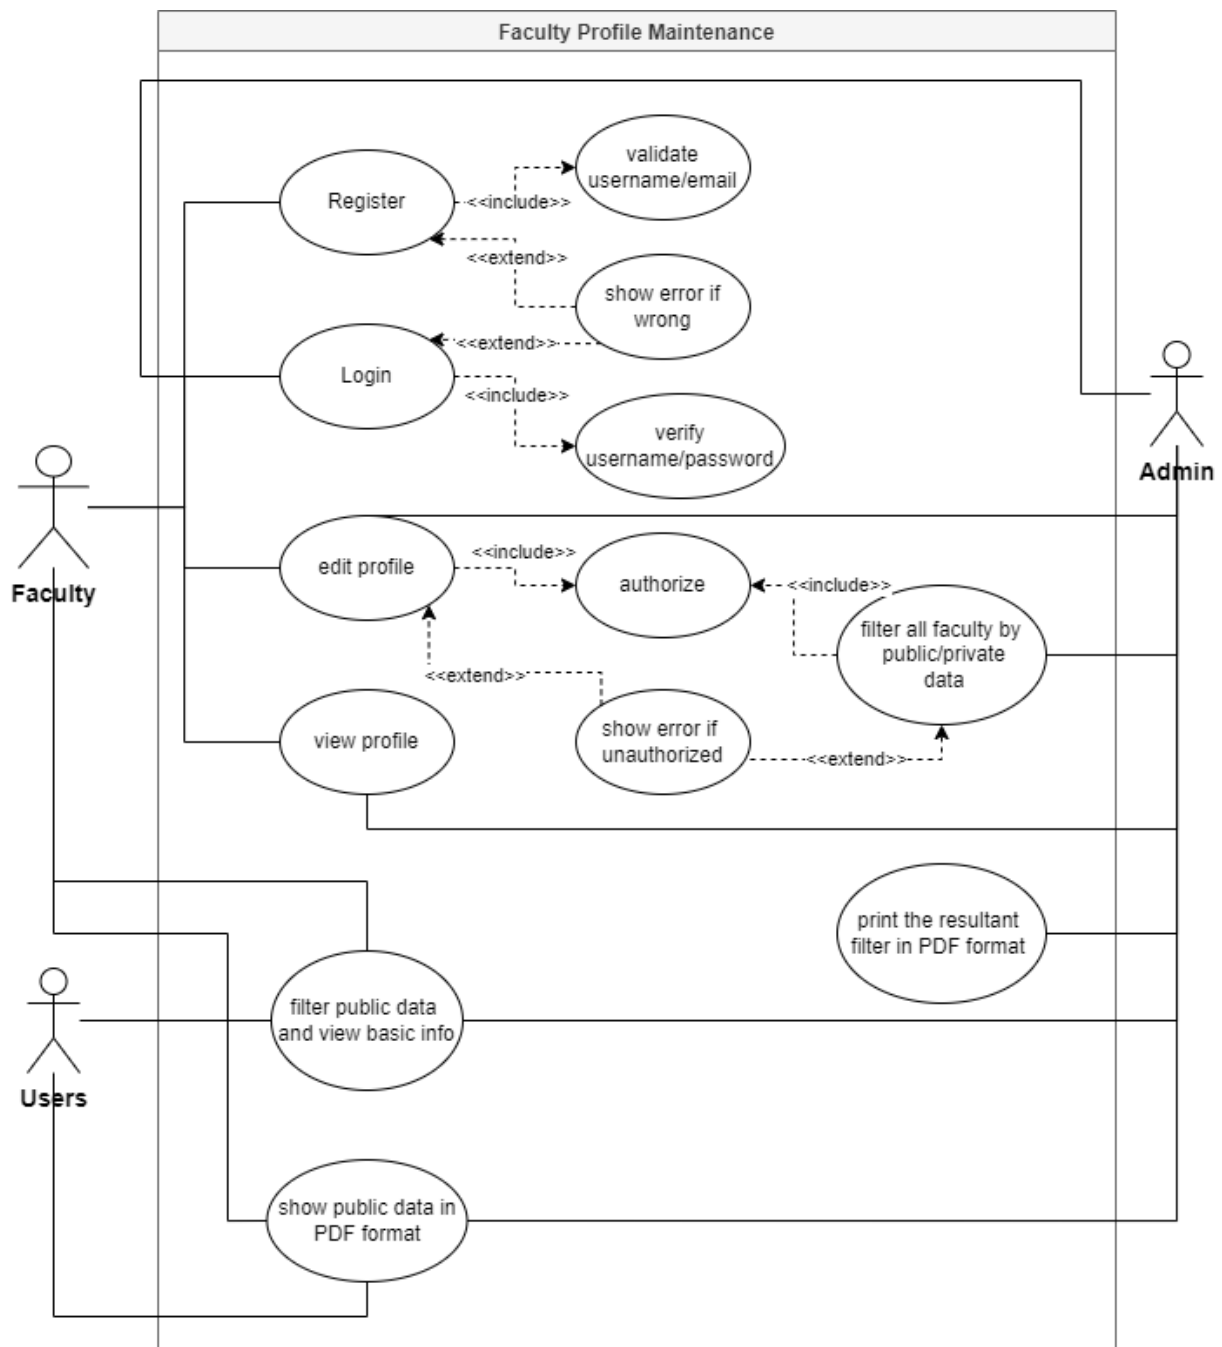 Faculty Profile Maintenance
validate
username/email
Register
<<include>>
<<extend>>
show error if
wrong
<<extend>>
Login
<<include>>
verify
username/password
Admin
Faculty
edit profile
<<include>>
authorize
<<include>>
filter all faculty by
public/private
data
<<extend>>
view profile
show error if
unauthorized
<<extend>>
print the resultant
filter in PDF format
filter public data
and view basic info
Users
show public data in
PDF format